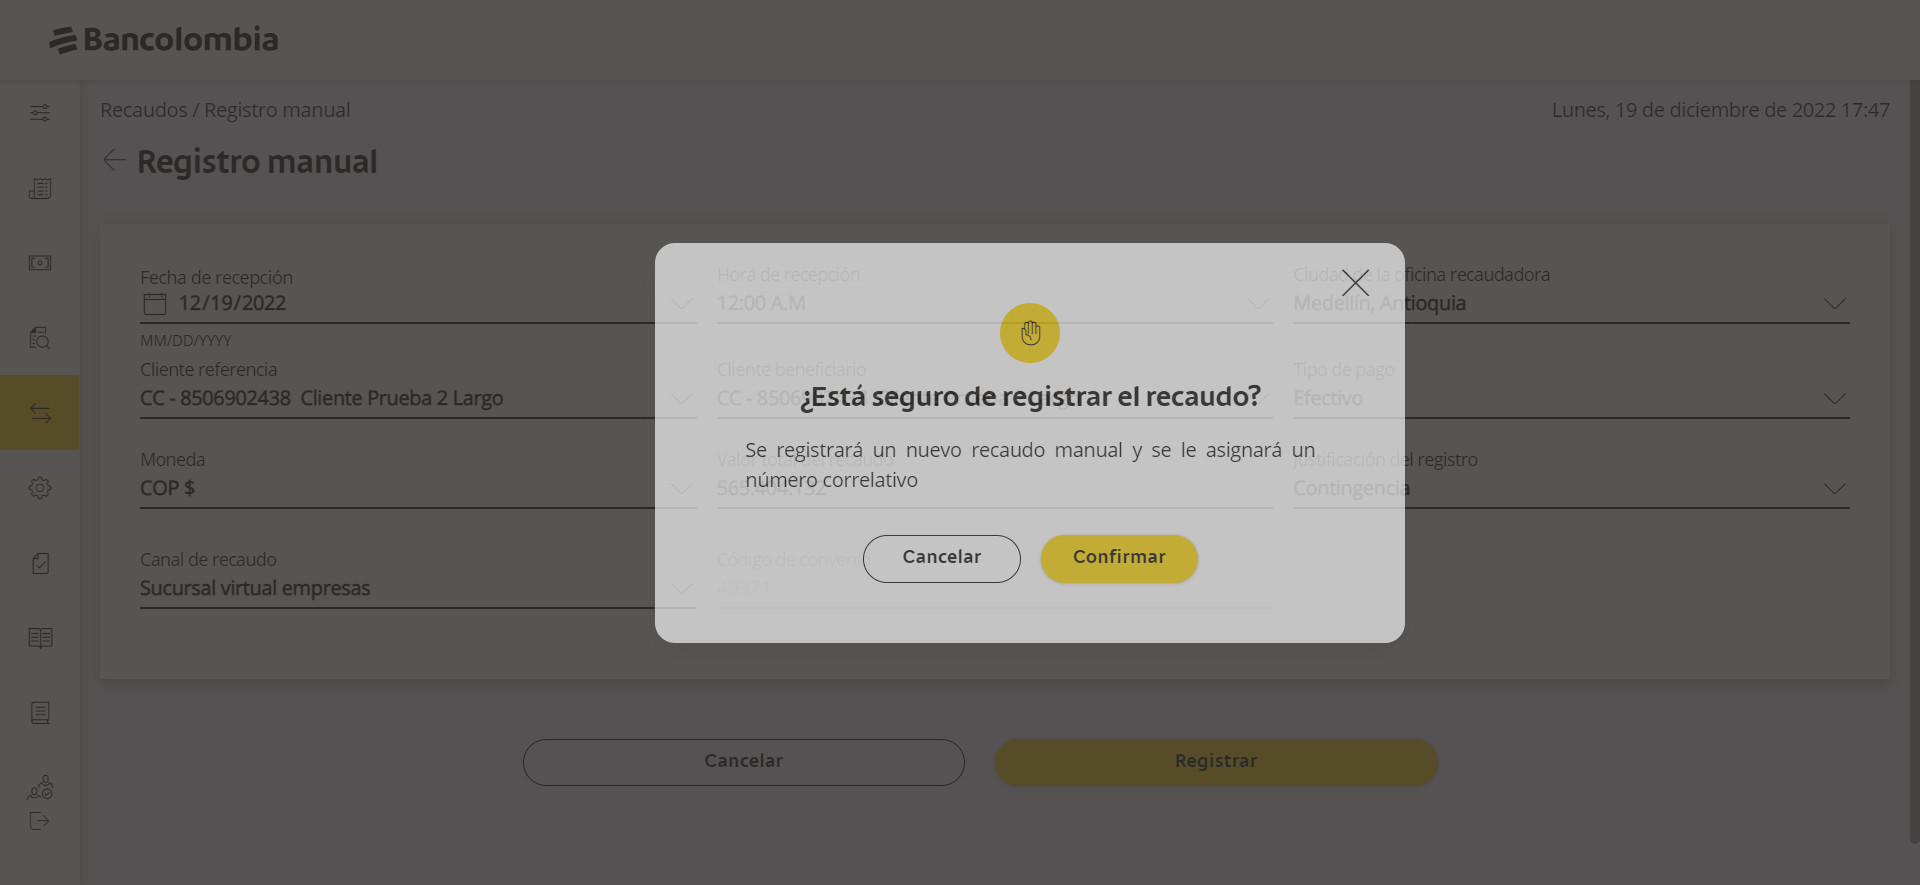 Bancolombia
Recaudos / Registro manual
Lunes, 19 de diciembre de 2022 17:47
Registro manual
Fecha de recepción
Hora de recepción
Ciudad de la oficina recaudadora
12/19/2022
12:00 A.M
Medellín, Antioquia
MM/DD/YYYY
Cliente referencia
Cliente beneficiario
Tipo de pago
CC - 8506902438 Cliente Prueba 2 Largo
CC - 8506
Efectivo
¿Está seguro de registrar el recaudo?
Se registrará un nuevo recaudo manual y se le asignará un
número correlativo
Moneda
Valor total del recaudo
Justificación del registro
COP $
565.404.132
Contingencia
Canal de recaudo
Código de convenio
Sucursal virtual empresas
Cancelar
Confirmar
Cancelar
Registrar